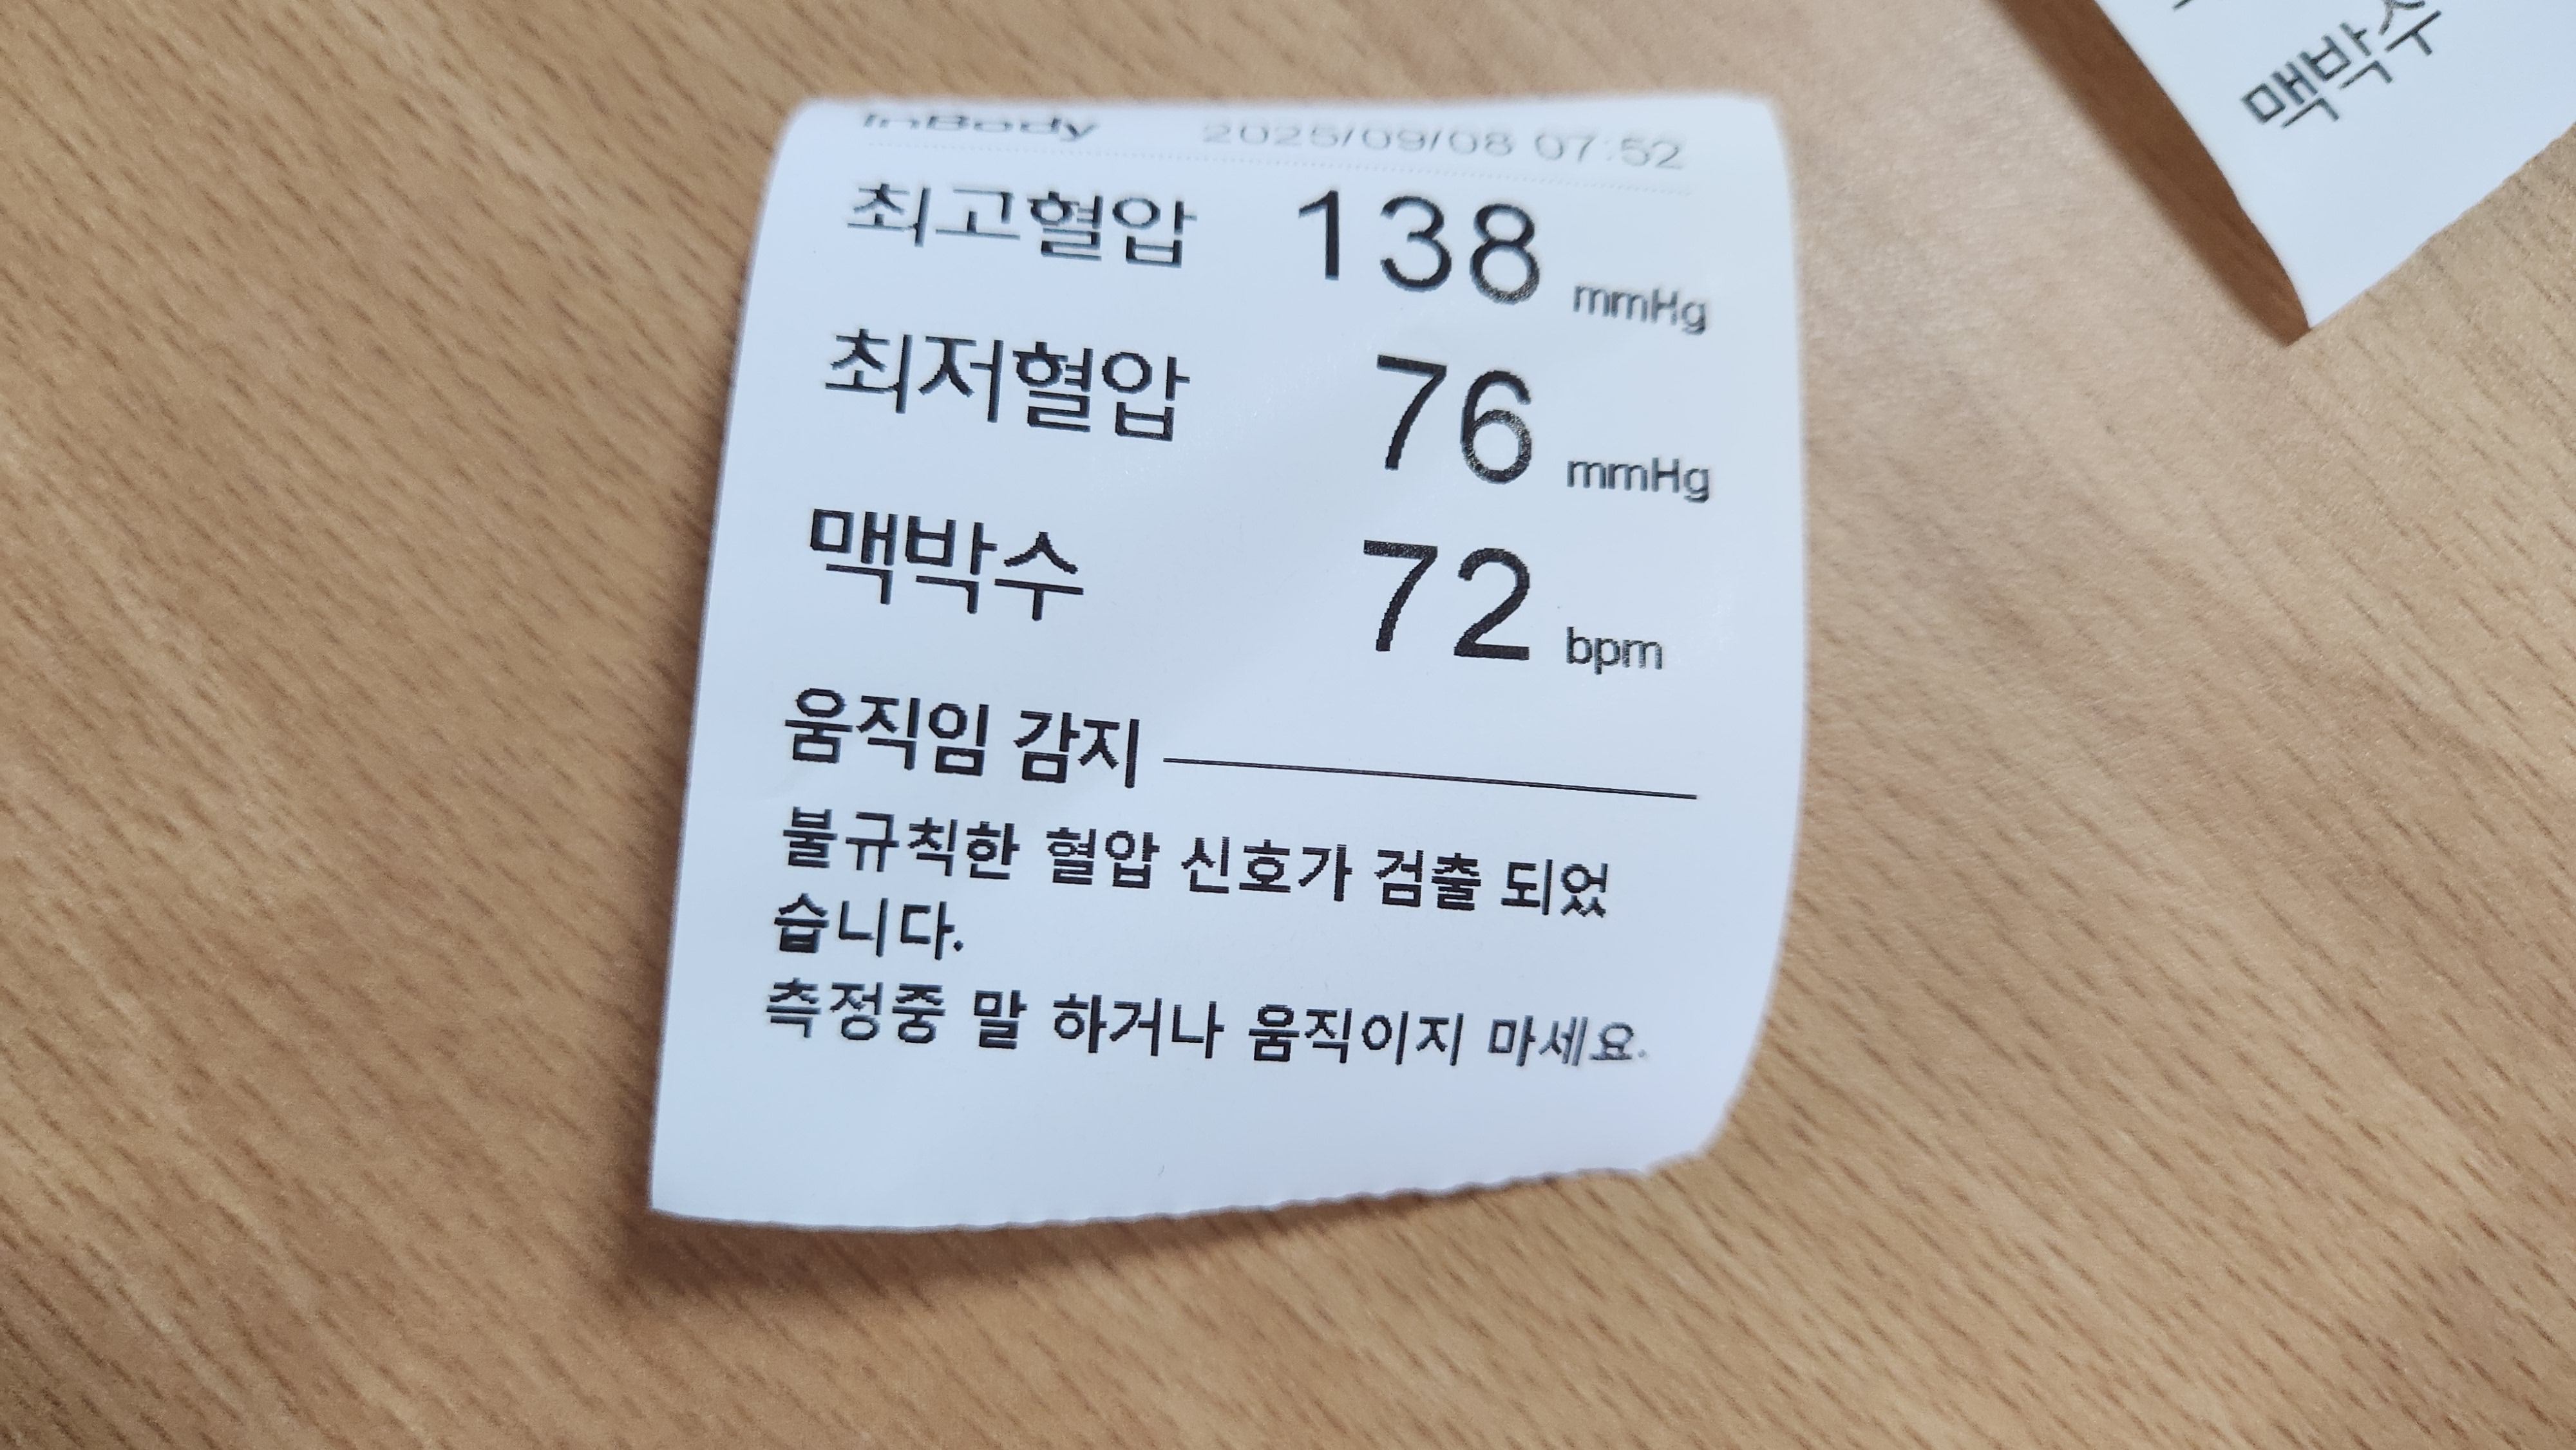 InBody 2025/09/08 07:52
최고혈압 138 mmHg
최저혈압 76 mmHg
맥박수 72 bpm
움직임 감지
불규칙한 혈압 신호가 검출 되었
습니다.
측정중 말 하거나 움직이지 마세요.
맥박수